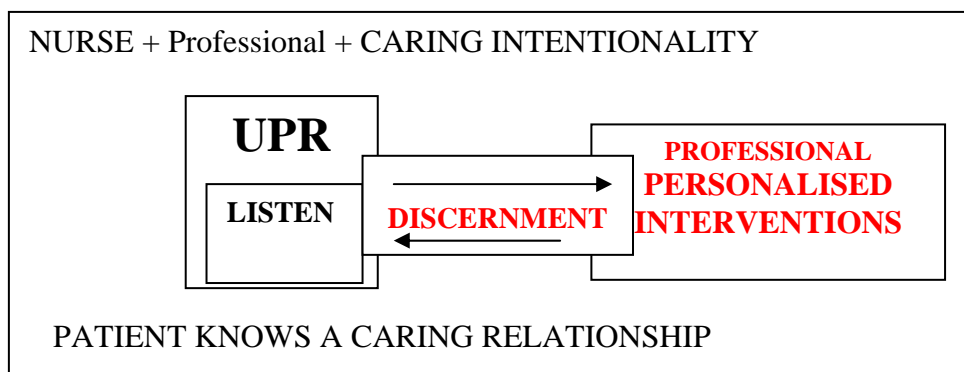 NURSE + Professional + CARING INTENTIONALITY
UPR
LISTEN
DISCERNMENT
PROFESSIONAL
PERSONALISED
INTERVENTIONS
PATIENT KNOWS A CARING RELATIONSHIP